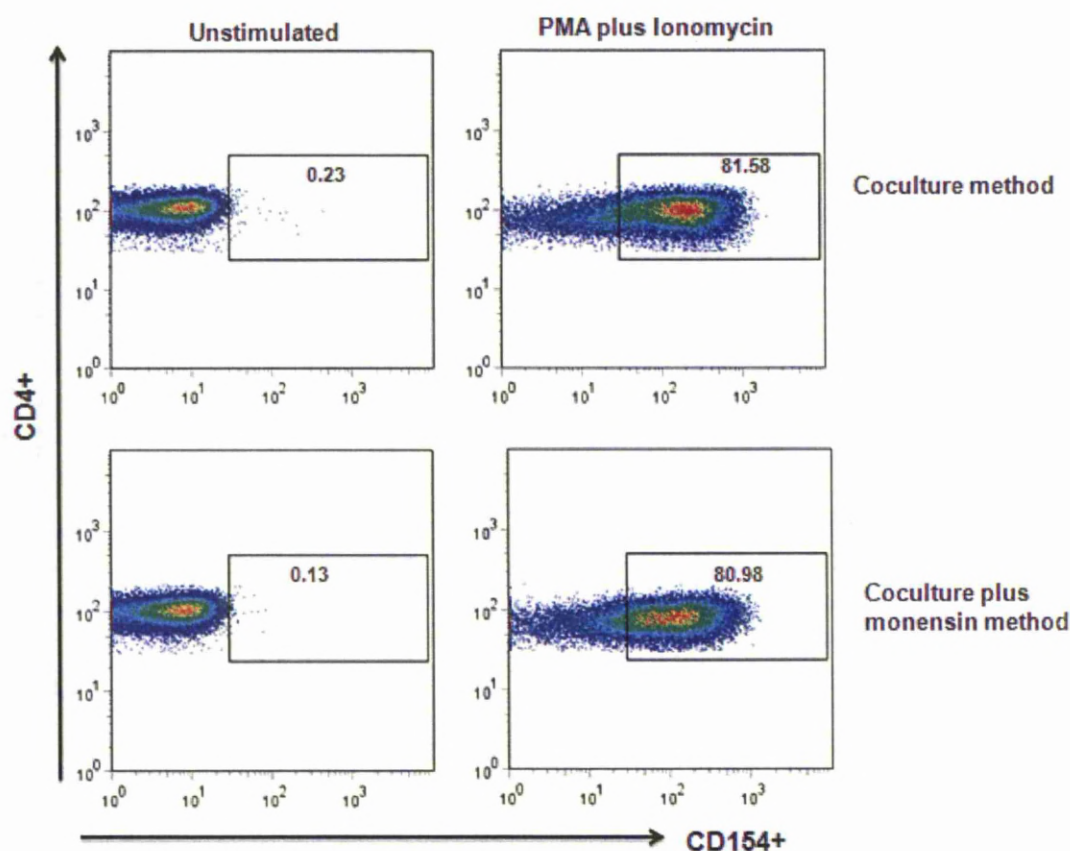 Unstimulated
PMA plus Ionomycin
10³
10²
10¹
10⁰
0.23
10⁰ 10¹ 10² 10³
10³
10²
10¹
10⁰
81.58
10⁰ 10¹ 10² 10³
Coculture method
CD4+
10³
10²
10¹
10⁰
0.13
10⁰ 10¹ 10² 10³
10³
10²
10¹
10⁰
80.98
10⁰ 10¹ 10² 10³
Coculture plus
monensin method
CD154+